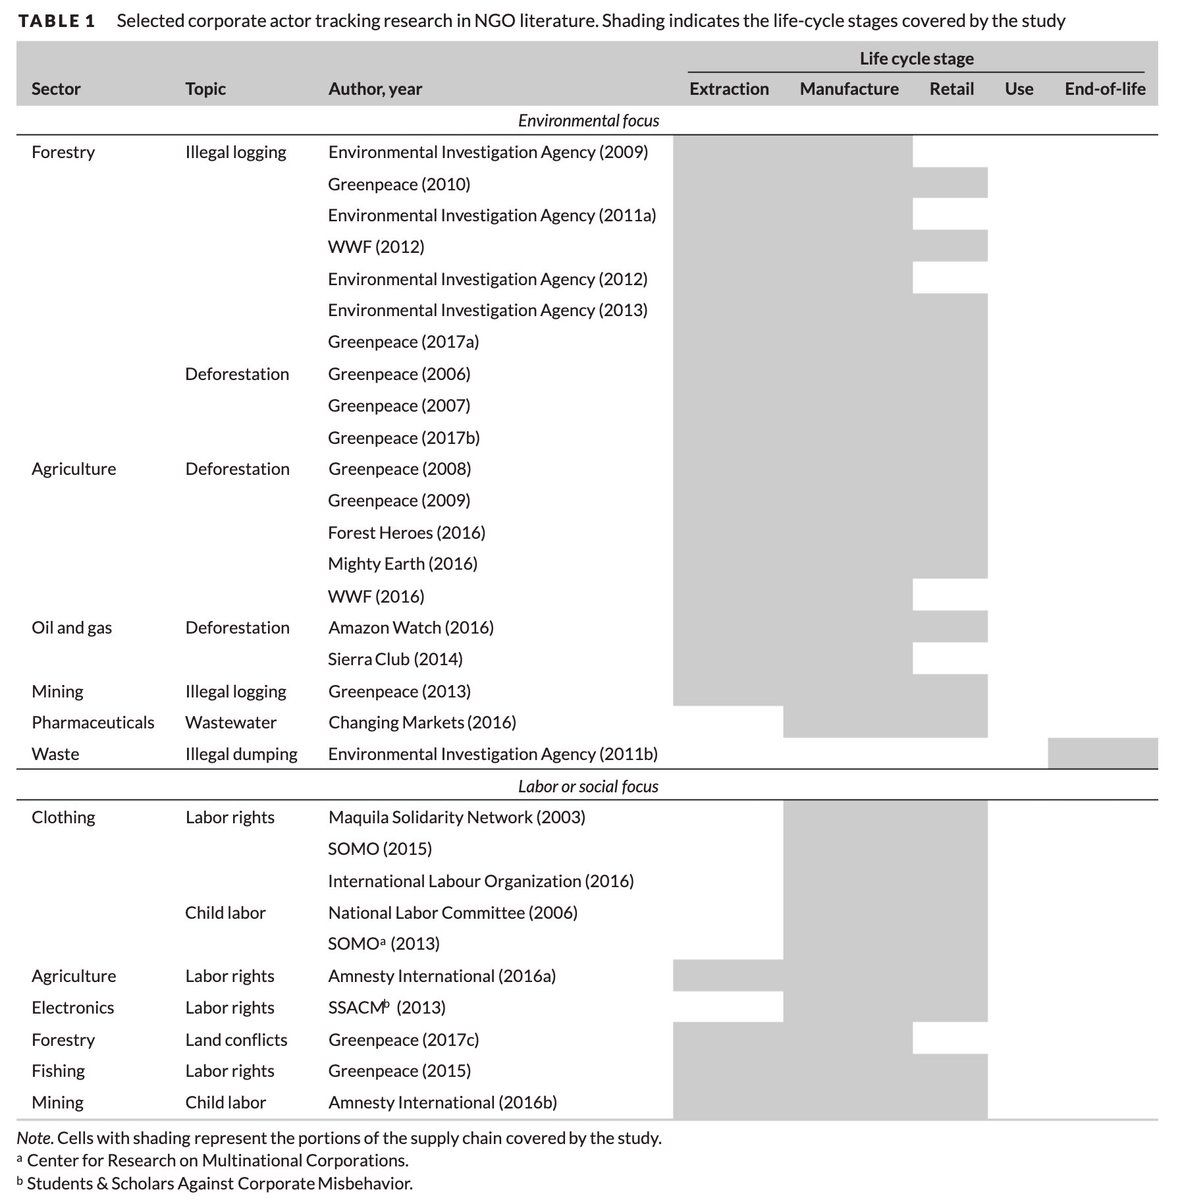 TABLE 1 Selected corporate actor tracking research in NGO literature. Shading indicates the life-cycle stages covered by the study
Life cycle stage
Sector Topic Author, year Extraction Manufacture Retail Use End-of-life
Environmental focus
Forestry Illegal logging Environmental Investigation Agency (2009)
Greenpeace (2010)
Environmental Investigation Agency (2011a)
WWF (2012)
Environmental Investigation Agency (2012)
Environmental Investigation Agency (2013)
Greenpeace (2017a)
Deforestation Greenpeace (2006)
Greenpeace (2007)
Greenpeace (2017b)
Agriculture Deforestation Greenpeace (2008)
Greenpeace (2009)
Forest Heroes (2016)
Mighty Earth (2016)
WWF (2016)
Oil and gas Deforestation Amazon Watch (2016)
Sierra Club (2014)
Mining Illegal logging Greenpeace (2013)
Pharmaceuticals Wastewater Changing Markets (2016)
Waste Illegal dumping Environmental Investigation Agency (2011b)
Labor or social focus
Clothing Labor rights Maquila Solidarity Network (2003)
SOMO (2015)
International Labour Organization (2016)
Child labor National Labor Committee (2006)
SOMOᵃ (2013)
Agriculture Labor rights Amnesty International (2016a)
Electronics Labor rights SSACMᵇ (2013)
Forestry Land conflicts Greenpeace (2017c)
Fishing Labor rights Greenpeace (2015)
Mining Child labor Amnesty International (2016b)
Note. Cells with shading represent the portions of the supply chain covered by the study.
ᵃ Center for Research on Multinational Corporations.
ᵇ Students & Scholars Against Corporate Misbehavior.